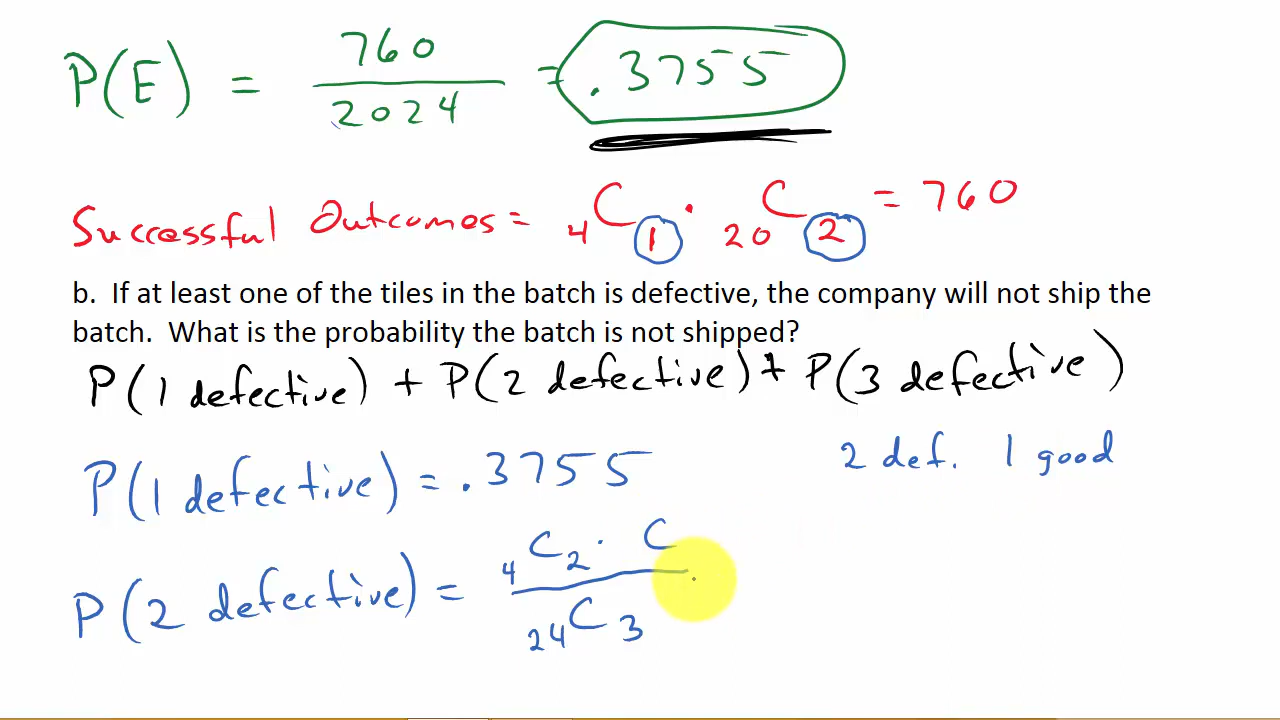 P(E) = 760/2024 = .3755
Successful Outcomes = ₄C₁ · ₂₀C₂ = 760
b. If at least one of the tiles in the batch is defective, the company will not ship the
batch. What is the probability the batch is not shipped?
P(1 defective) + P(2 defective) + P(3 defective)
2 def. 1 good
P(1 defective) = .3755
P(2 defective) = ₄C₂ · C / ₂₄C₃